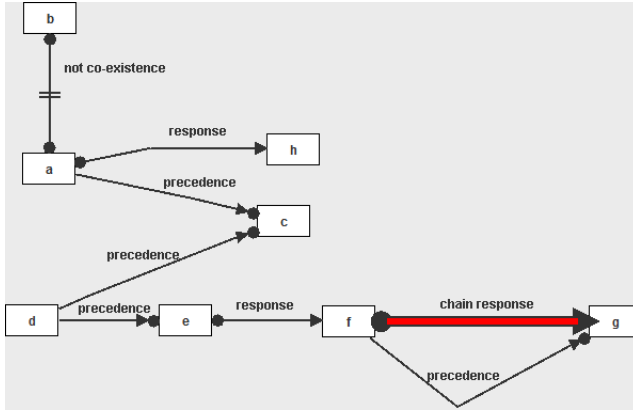 b
not co-existence
response
h
a
precedence
c
precedence
d
precedence
e
response
f
chain response
g
precedence